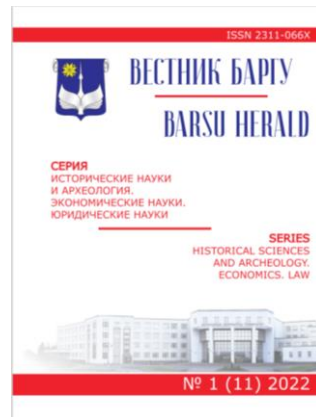 ISSN 2311-066X
ВЕСТНИК БАРГУ
BARSU HERALD
СЕРИЯ
ИСТОРИЧЕСКИЕ НАУКИ
И АРХЕОЛОГИЯ.
ЭКОНОМИЧЕСКИЕ НАУКИ.
ЮРИДИЧЕСКИЕ НАУКИ
SERIES
HISTORICAL SCIENCES
AND ARCHEOLOGY.
ECONOMICS. LAW
№ 1 (11) 2022